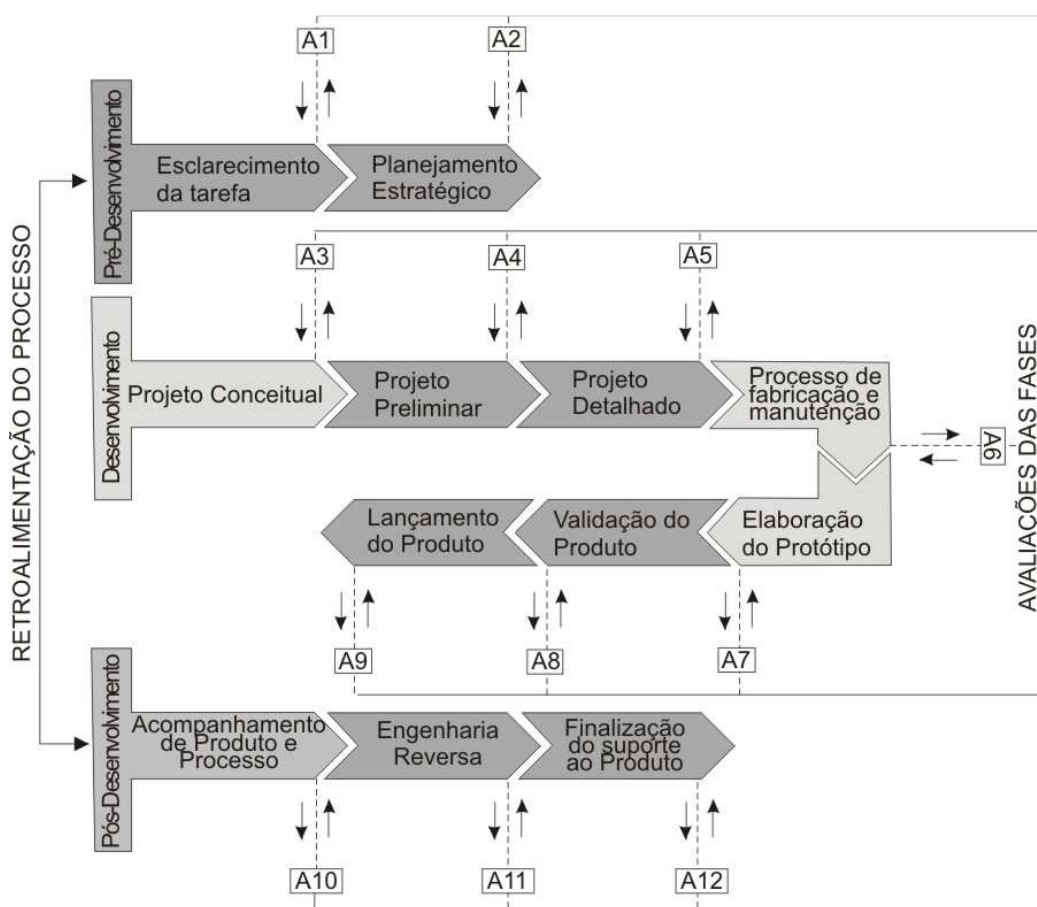 A1
A2
Pré-Desenvolvimento
Esclarecimento
da tarefa
Planejamento
Estratégico
RETROALIMENTAÇÃO DO PROCESSO
A3
A4
A5
Desenvolvimento
Projeto Conceitual
Projeto
Preliminar
Projeto
Detalhado
Processo de
fabricação e
manutenção
A6
AVALIAÇÕES DAS FASES
Lançamento
do Produto
Validação do
Produto
Elaboração
do Protótipo
A9
A8
A7
Pós-Desenvolvimento
Acompanhamento
de Produto e
Processo
Engenharia
Reversa
Finalização
do suporte
ao Produto
A10
A11
A12